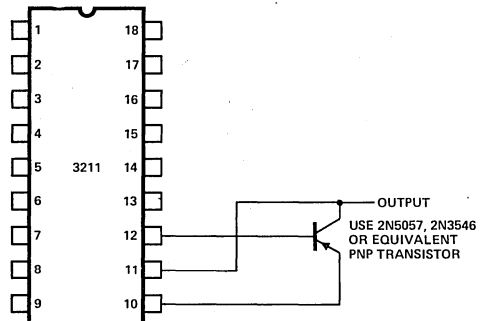 1 18
2 17
3 16
4 15
5 3211 14
6 13
7 12
8 11
9 10
OUTPUT
USE 2N5057, 2N3546
OR EQUIVALENT
PNP TRANSISTOR